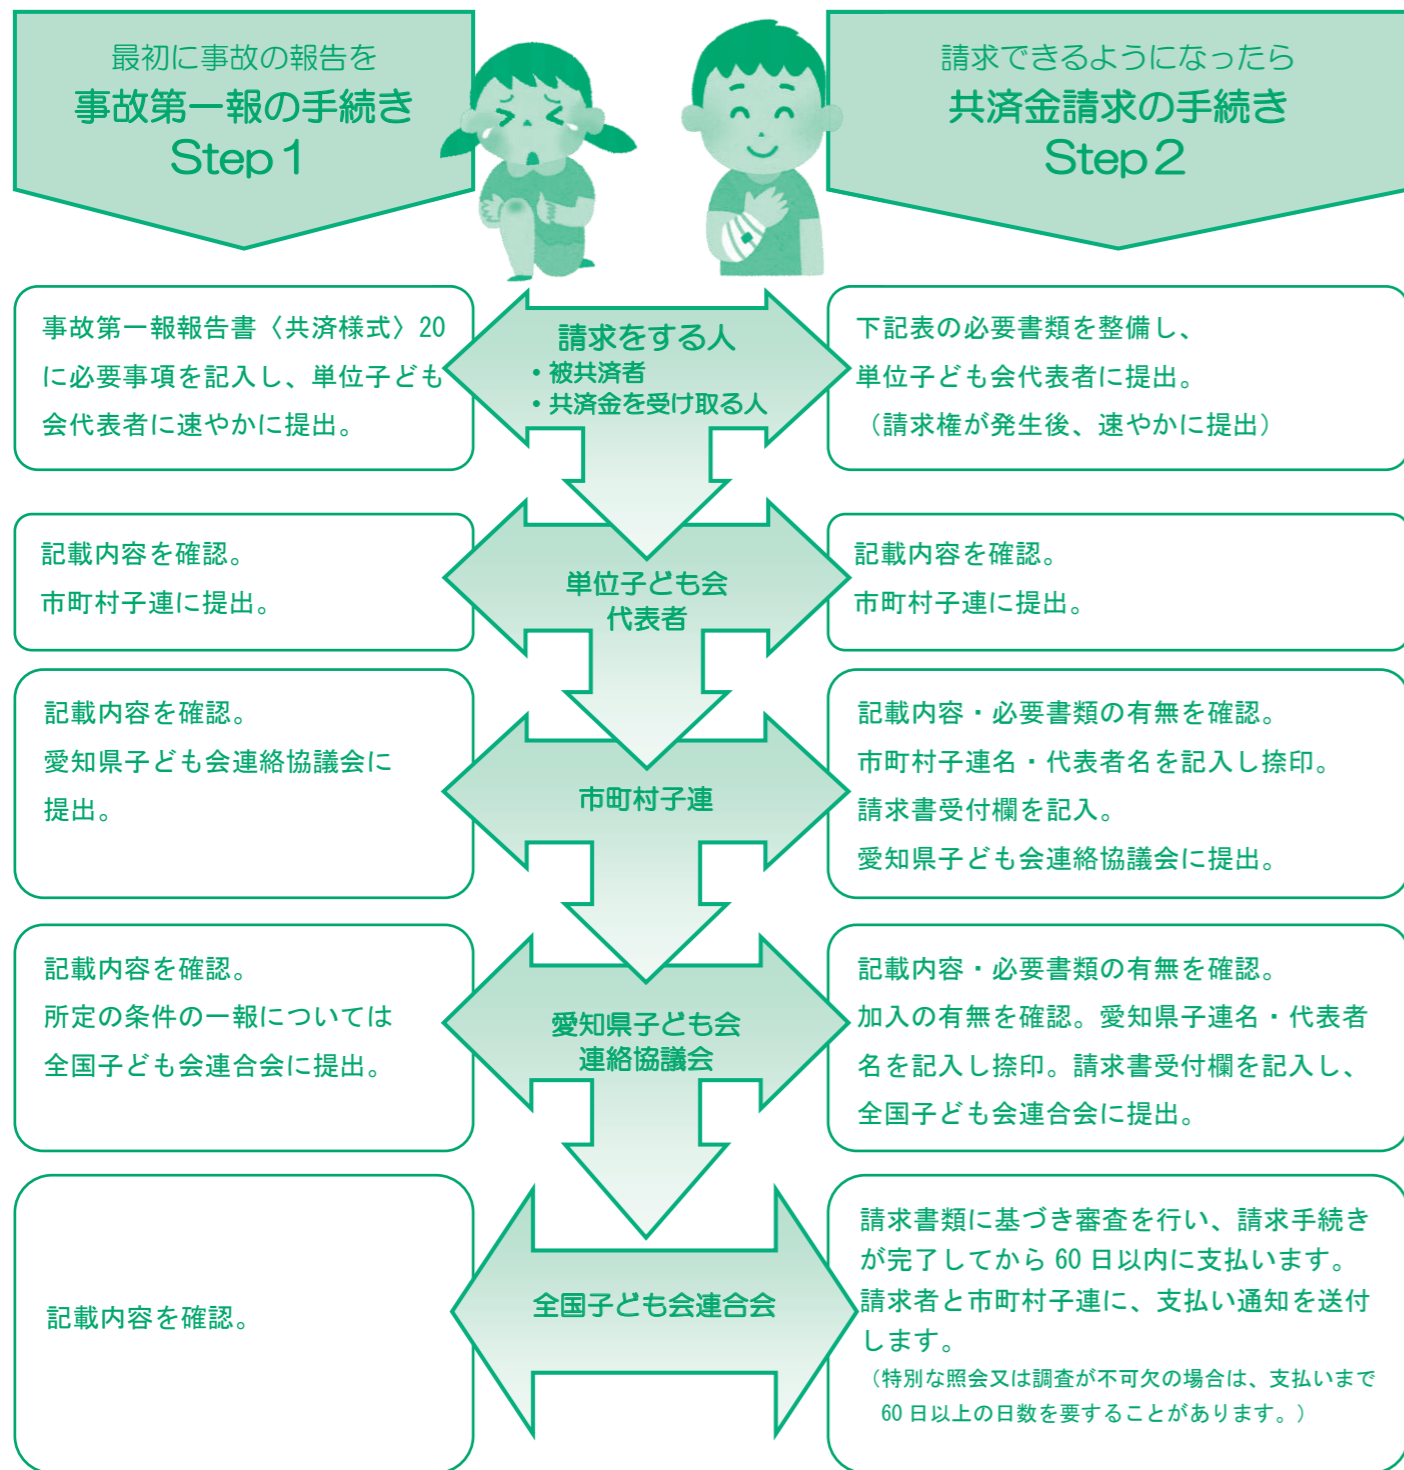 最初に事故の報告を
事故第一報の手続き
Step１
請求できるようになったら
共済金請求の手続き
Step２
事故第一報報告書〈共済様式〉20
に必要事項を記入し、単位子ども
会代表者に速やかに提出。
請求をする人
・被共済者
・共済金を受け取る人
下記表の必要書類を整備し、
単位子ども会代表者に提出。
（請求権が発生後、速やかに提出）
記載内容を確認。
市町村子連に提出。
単位子ども会
代表者
記載内容を確認。
市町村子連に提出。
記載内容を確認。
愛知県子ども会連絡協議会に
提出。
市町村子連
記載内容・必要書類の有無を確認。
市町村子連名・代表者名を記入し捺印。
請求書受付欄を記入。
愛知県子ども会連絡協議会に提出。
記載内容を確認。
所定の条件の一報については
全国子ども会連合会に提出。
愛知県子ども会
連絡協議会
記載内容・必要書類の有無を確認。
加入の有無を確認。愛知県子連名・代表者
名を記入し捺印。請求書受付欄を記入し、
全国子ども会連合会に提出。
記載内容を確認。
全国子ども会連合会
請求書類に基づき審査を行い、請求手続き
が完了してから 60 日以内に支払います。
請求者と市町村子連に、支払い通知を送付
します。
（特別な照会又は調査が不可欠の場合は、支払いまで
60 日以上の日数を要することがあります。）